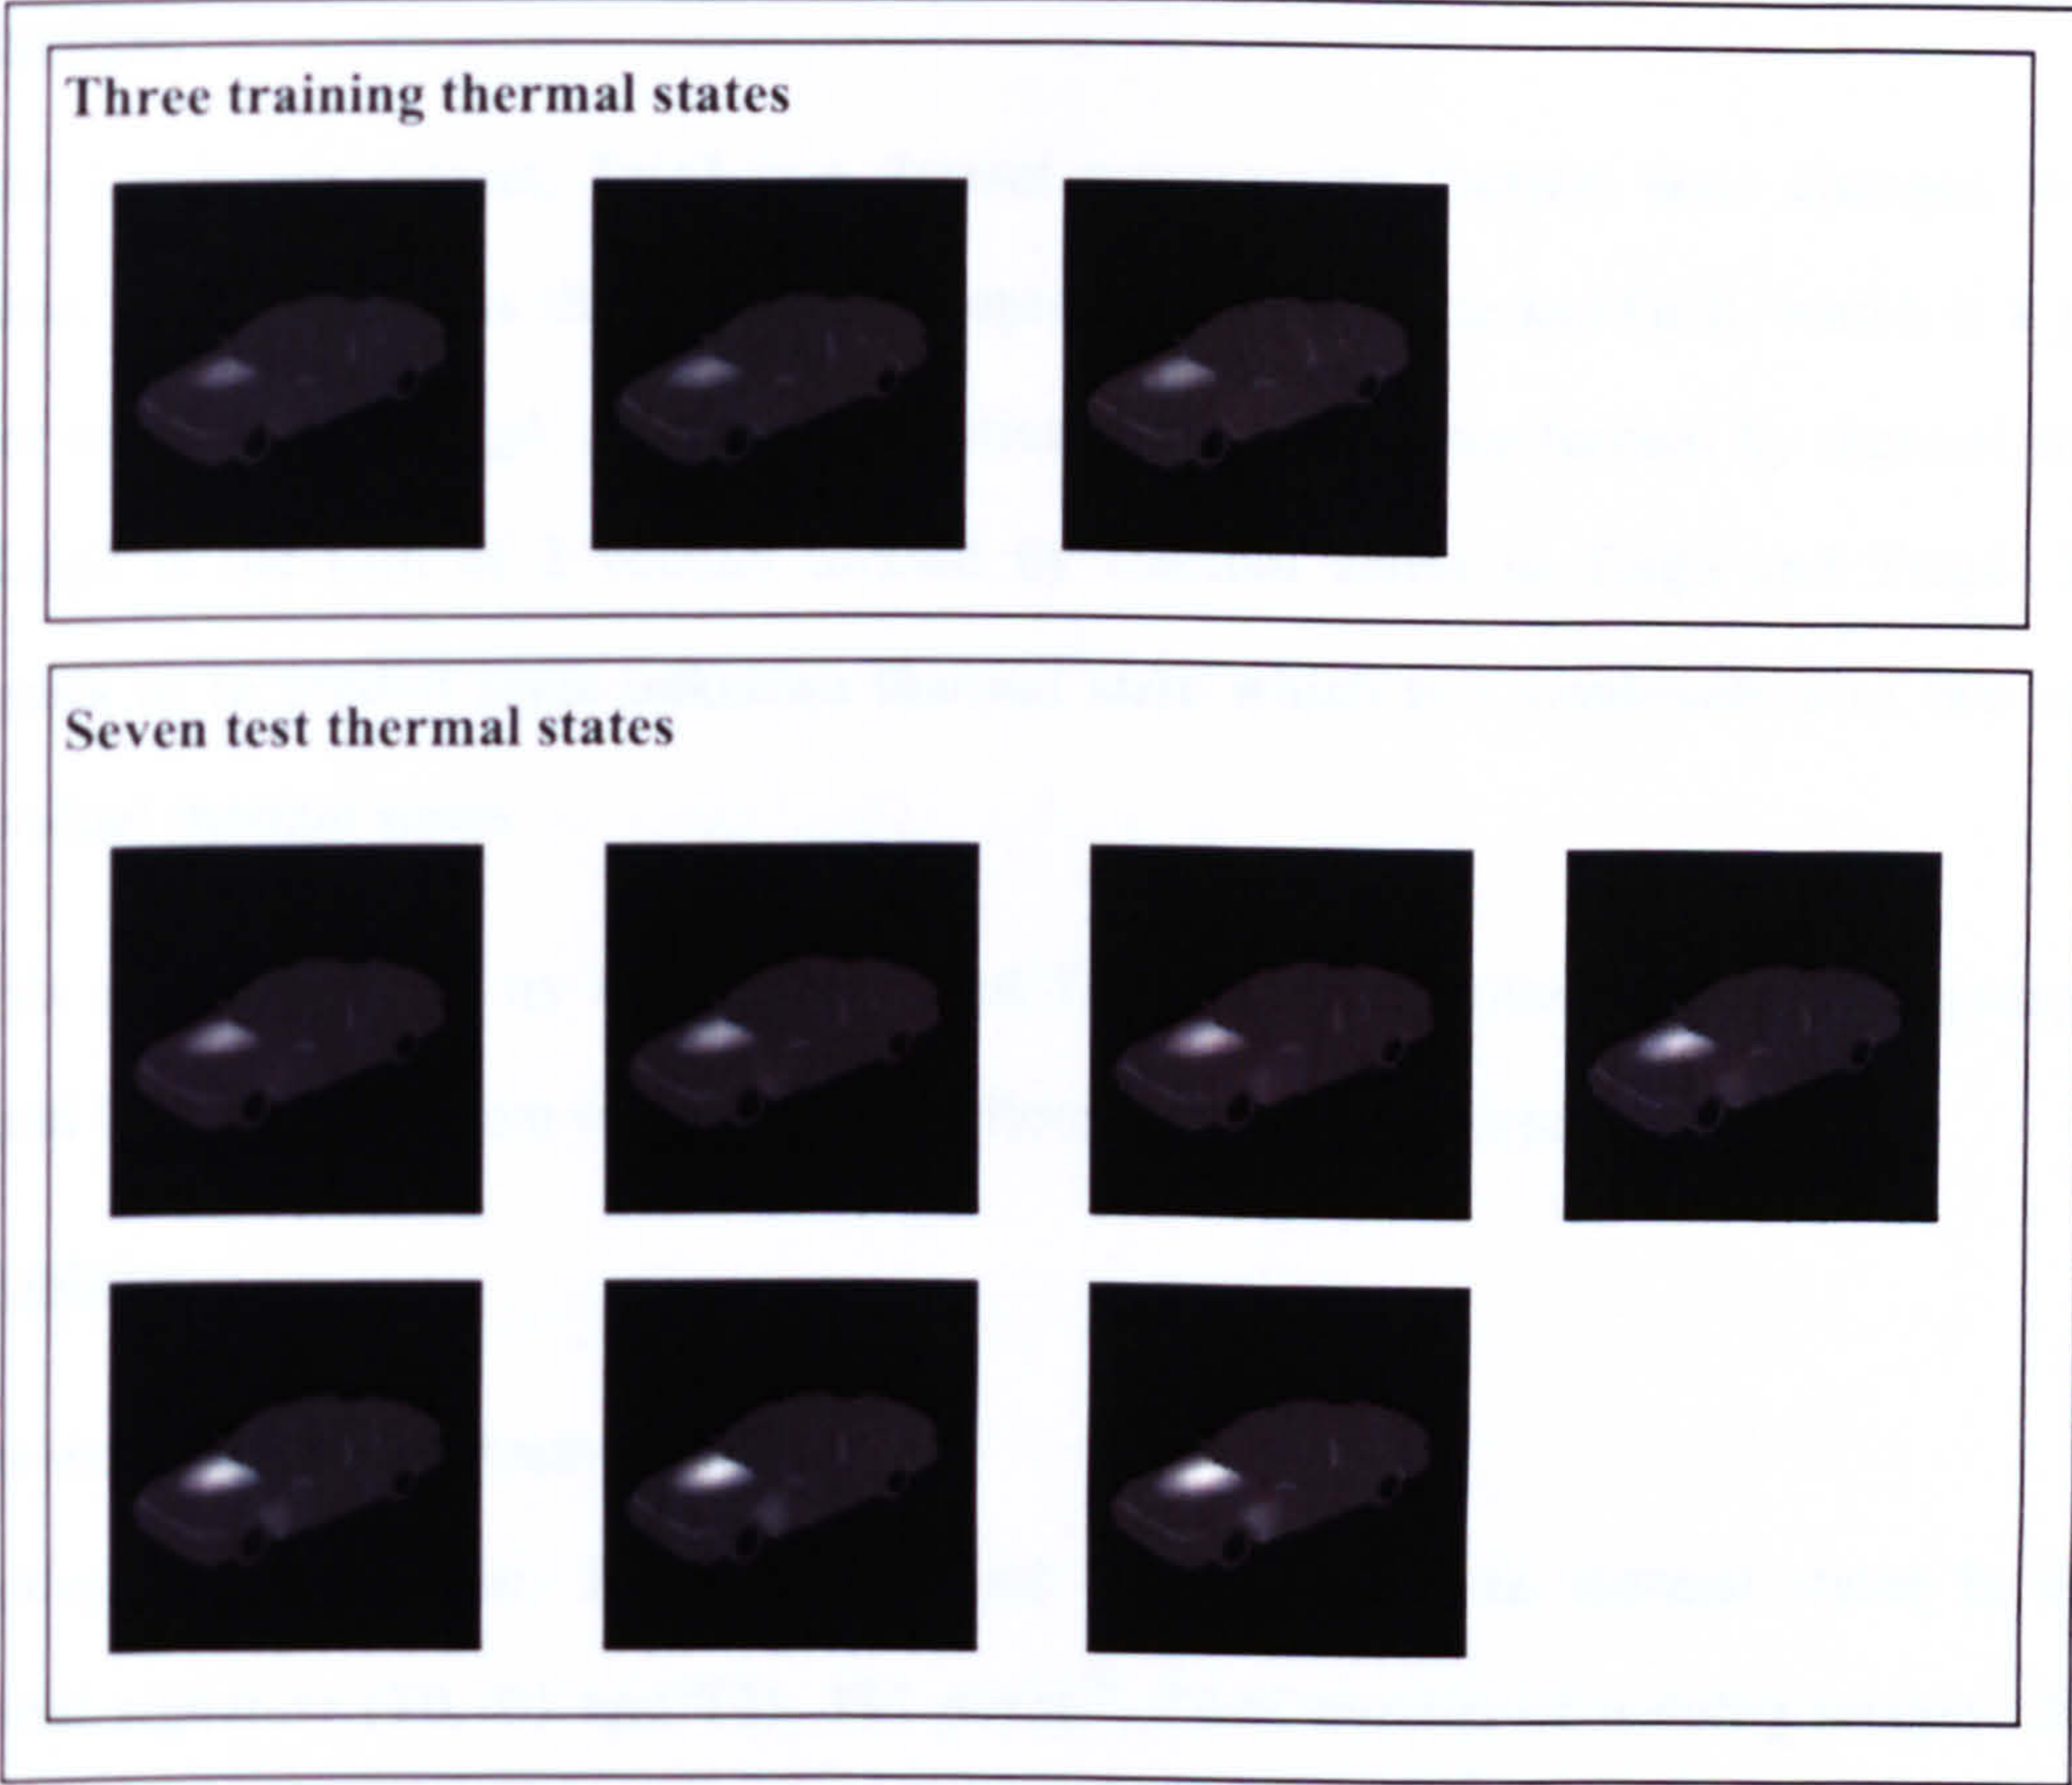 Three training thermal states
Seven test thermal states